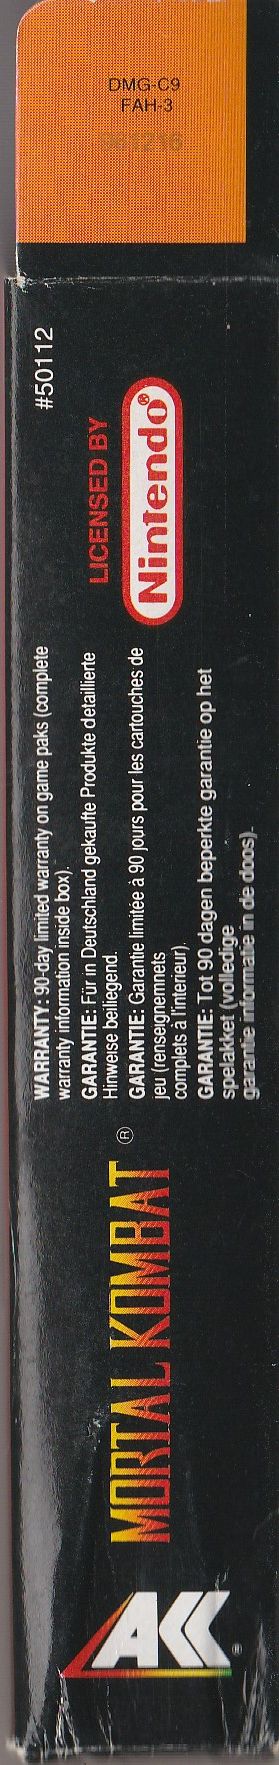 DMG-C9
FAH-3
#50112
LICENSED BY
Nintendo®
WARRANTY: 90-day limited warranty on game paks (complete
warranty information inside box).
GARANTIE: Für in Deutschland gekaufte Produkte detaillierte
Hinweise beiliegend.
GARANTIE: Garantie limitée à 90 jours pour les cartouches de
jeu (renseignemnets
complets à l'interieur).
GARANTIE: Tot 90 dagen beperkte garantie op het
spelakket (volledige
garantie informatie in de doos).
MORTAL KOMBAT®